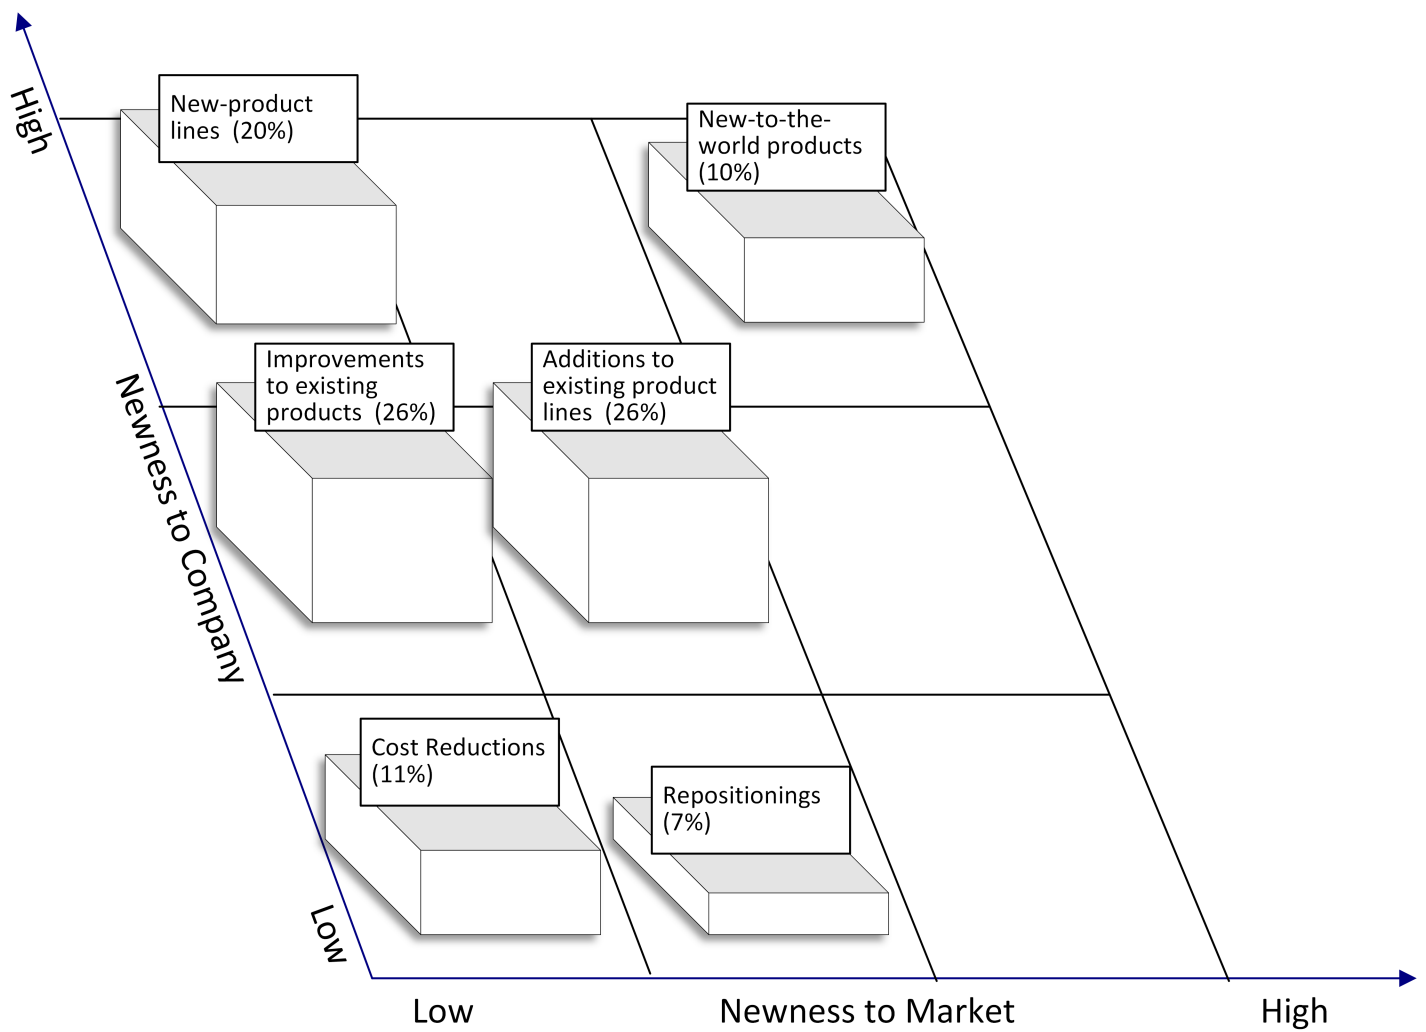 High
New-product
lines  (20%)
New-to-the-
world products
(10%)
Newness to Company
Improvements
to existing
products  (26%)
Additions to
existing product
lines  (26%)
Cost Reductions
(11%)
Repositionings
(7%)
Low
Low
Newness to Market
High